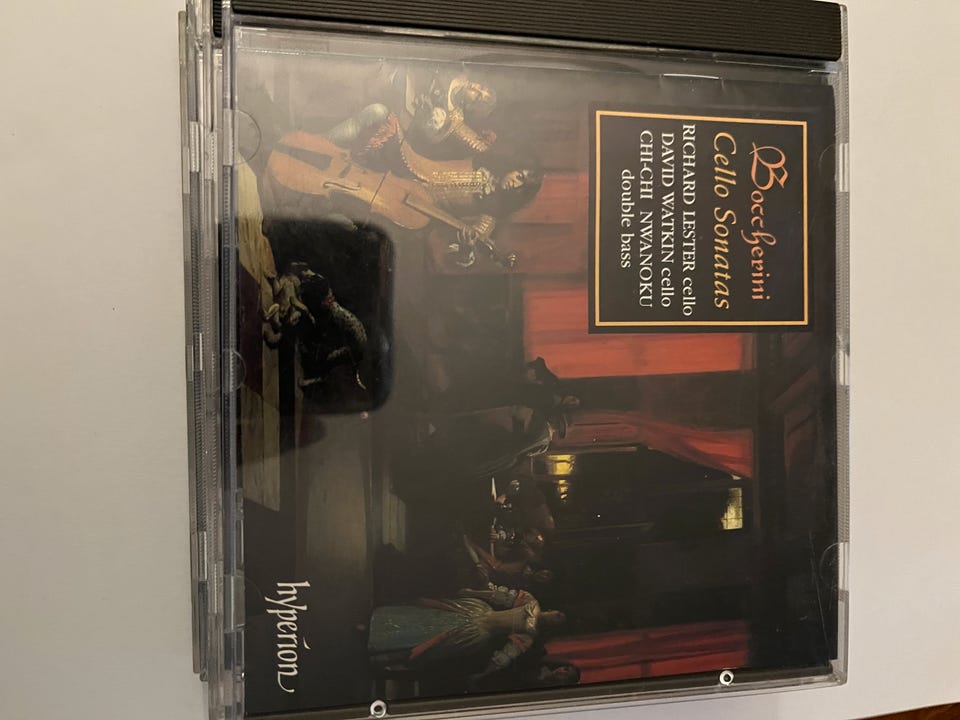 Boccherini
Cello Sonatas
RICHARD LESTER cello
DAVID WATKIN cello
CHI-CHI NWANOKU
double bass
hyperion